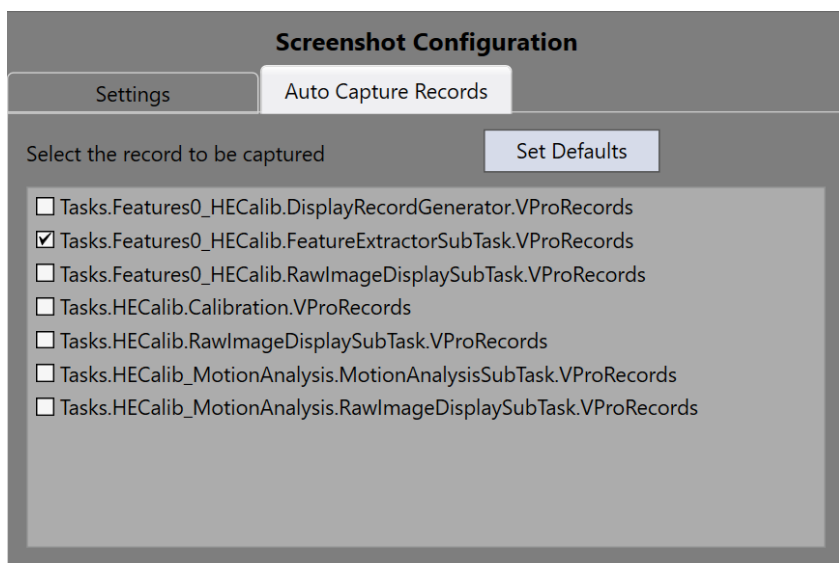 Screenshot Configuration
Settings
Auto Capture Records
Select the record to be captured
Set Defaults
Tasks.Features0_HECalib.DisplayRecordGenerator.VProRecords
Tasks.Features0_HECalib.FeatureExtractorSubTask.VProRecords
Tasks.Features0_HECalib.RawImageDisplaySubTask.VProRecords
Tasks.HECalib.Calibration.VProRecords
Tasks.HECalib.RawImageDisplaySubTask.VProRecords
Tasks.HECalib_MotionAnalysis.MotionAnalysisSubTask.VProRecords
Tasks.HECalib_MotionAnalysis.RawImageDisplaySubTask.VProRecords